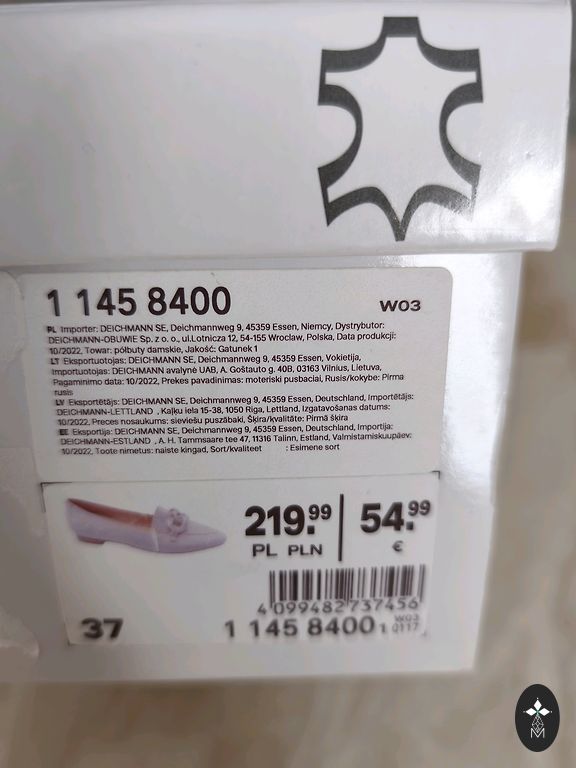 1 145 8400
W03
PL Importer: DEICHMANN SE, Deichmannweg 9, 45359 Essen, Niemcy, Dystrybutor:
DEICHMANN-OBUWIE Sp. z o. o., ul.Lotnicza 12, 54-155 Wroclaw, Polska, Data produkcji:
10/2022, Towar: półbuty damskie, Jakość: Gatunek 1
LT Eksportuotojas: DEICHMANN SE, Deichmannweg 9, 45359 Essen, Vokietija,
Importuotojas: DEICHMANN avalynė UAB, A. Goštauto g. 40B, 03163 Vilnius, Lietuva,
Pagaminimo data: 10/2022, Prekes pavadinimas: moteriski pusbaciai, Rusis/kokybe: Pirma
rusis
LV Eksportētājs: DEICHMANN SE, Deichmannweg 9, 45359 Essen, Deutschland, Importētājs:
DEICHMANN-LETTLAND , Kaļķu iela 15-38, 1050 Riga, Lettland, Izgatavošanas datums:
10/2022, Preces nosaukums: sieviešu puszābaki, Šķira/kvalitāte: Pirmā šķira
EE Eksportija: DEICHMANN SE, Deichmannweg 9, 45359 Essen, Deutschland, Importija:
DEICHMANN-ESTLAND , A. H. Tammsaare tee 47, 11316 Talinn, Estland, Valmistamiskuupäev:
10/2022, Toote nimetus: naiste kingad, Sort/kvaliteet : Esimene sort
219.99
PL PLN
54.99
€
4 099482 737456
37
1 145 8400 1
W03
0117
M